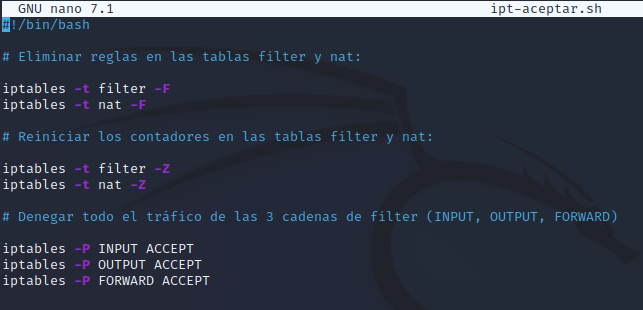 GNU nano 7.1 ipt-aceptar.sh
#!/bin/bash
# Eliminar reglas en las tablas filter y nat:
iptables -t filter -F
iptables -t nat -F
# Reiniciar los contadores en las tablas filter y nat:
iptables -t filter -Z
iptables -t nat -Z
# Denegar todo el tráfico de las 3 cadenas de filter (INPUT, OUTPUT, FORWARD)
iptables -P INPUT ACCEPT
iptables -P OUTPUT ACCEPT
iptables -P FORWARD ACCEPT